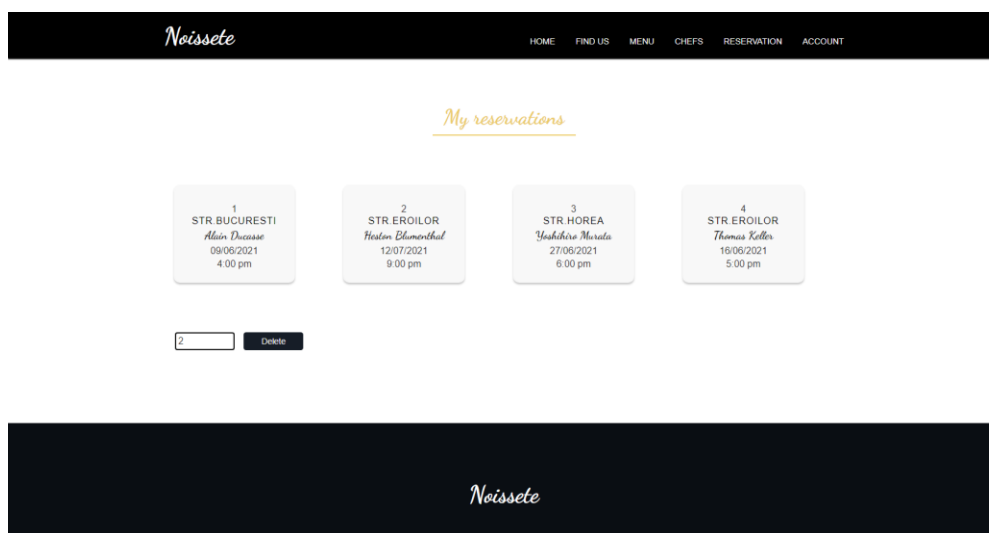 Noissete
HOME FIND US MENU CHEFS RESERVATION ACCOUNT
My reservations
1
STR.BUCURESTI
Alain Ducasse
09/06/2021
4:00 pm
2
STR.EROILOR
Heston Blumenthal
12/07/2021
9:00 pm
3
STR.HOREA
Yoshihiro Murata
27/06/2021
6:00 pm
4
STR.EROILOR
Thomas Keller
16/06/2021
5:00 pm
2 Delete
Noissete